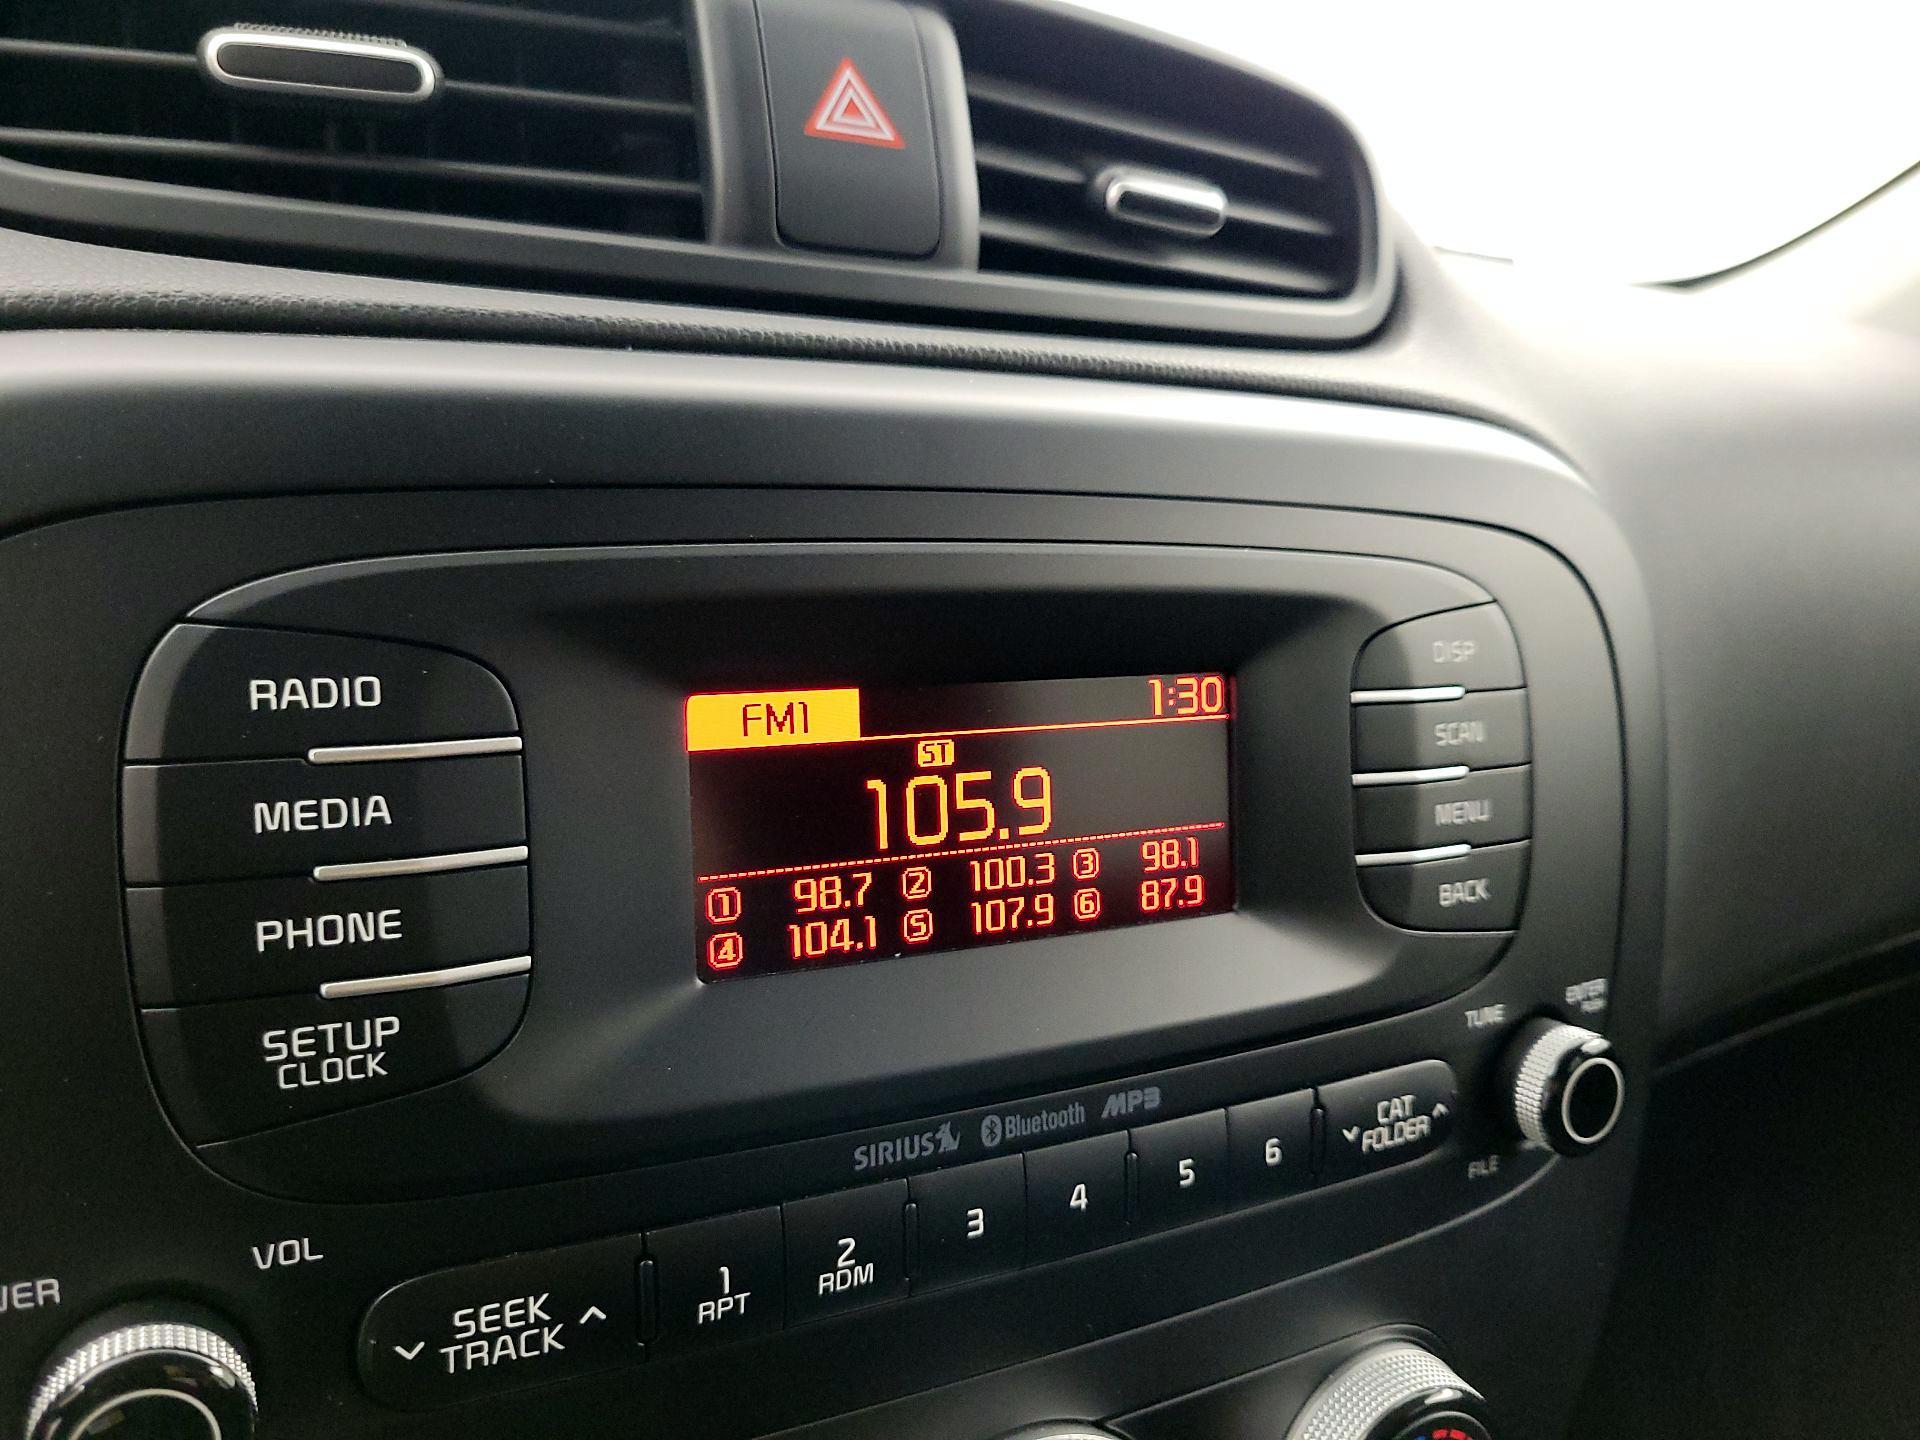 RADIO
MEDIA
PHONE
SETUP
CLOCK
FM1 1:30
ST
105.9
1 98.7 2 100.3 3 98.1
4 104.1 5 107.9 6 87.9
DISP
SCAN
MENU
BACK
TUNE
ENTER
SIRIUS Bluetooth MP3
VOL
SEEK
TRACK
1
RPT
2
RDM
3
4
5
6
CAT
FOLDER
FILE